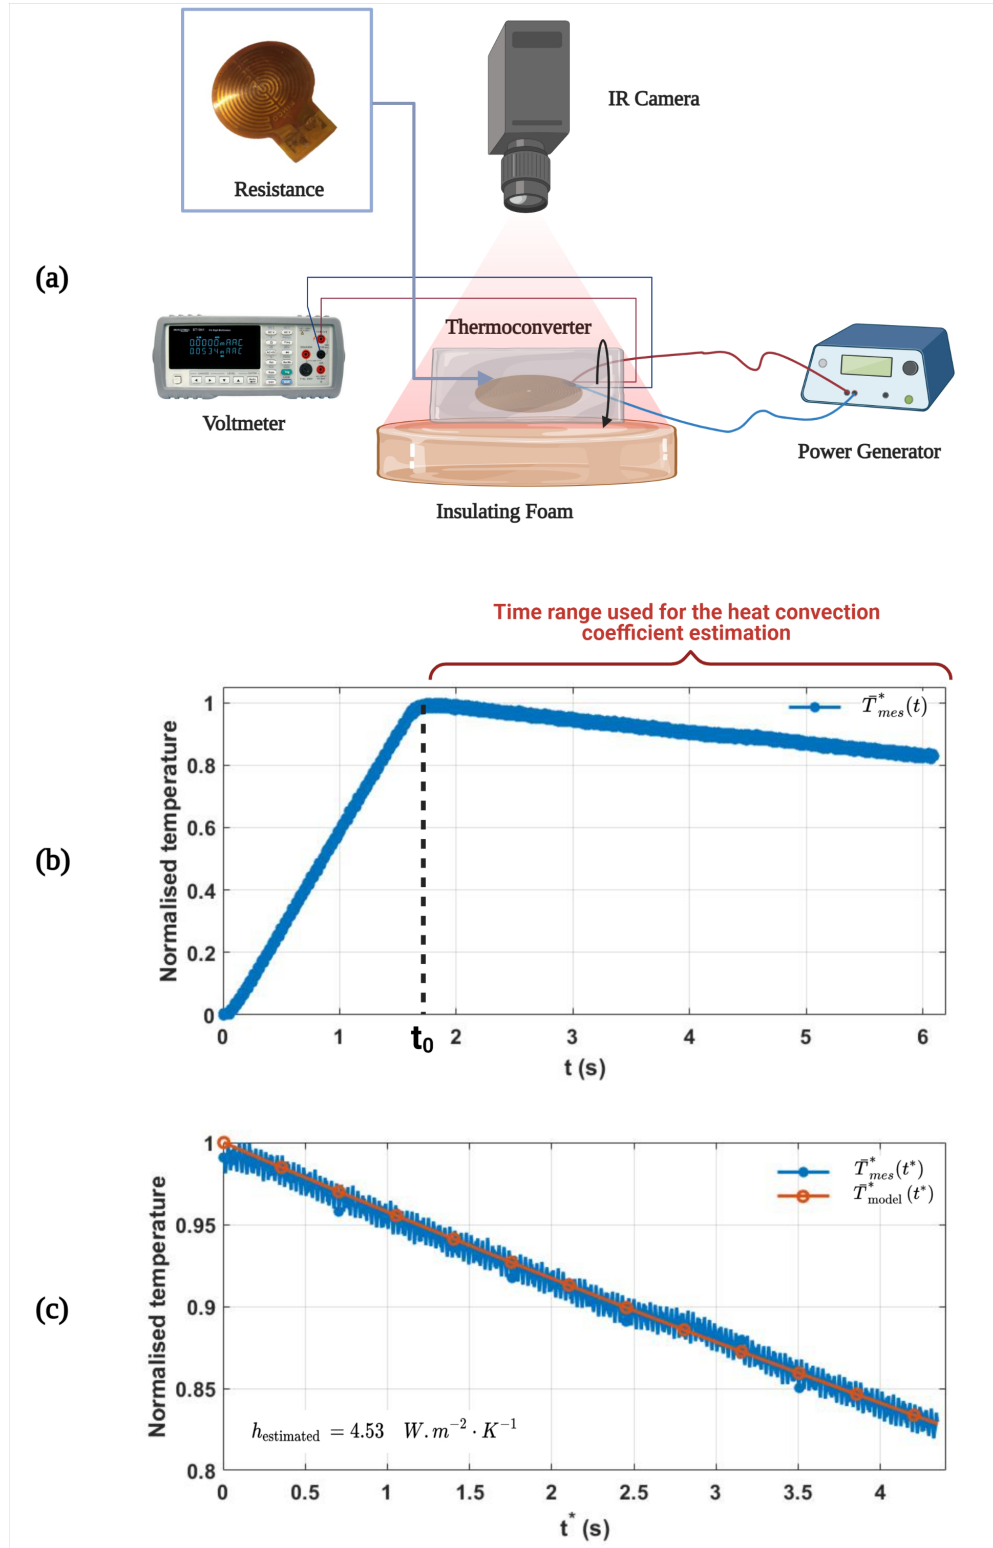 IR Camera
Resistance
(a)
Thermoconverter
Voltmeter
Power Generator
Insulating Foam
Time range used for the heat convection
coefficient estimation
(b)
Normalised temperature
1
0.8
0.6
0.4
0.2
0
T̄*mes(t)
0 1 t₀ 2 3 4 5 6
t (s)
(c)
Normalised temperature
1
0.95
0.9
0.85
0.8
T̄*mes(t*)
T̄*model(t*)
hestimated = 4.53 W.m⁻² · K⁻¹
0 0.5 1 1.5 2 2.5 3 3.5 4
t* (s)